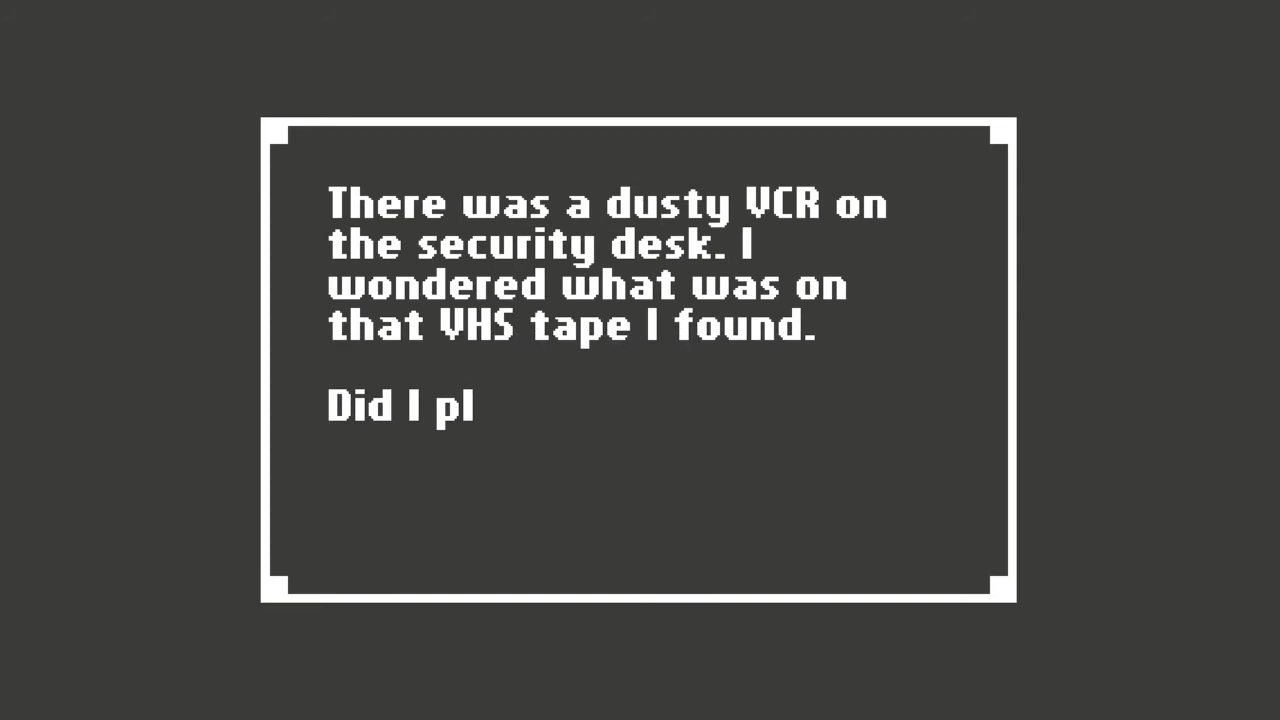 There was a dusty VCR on
the security desk. I
wondered what was on
that VHS tape I found.
Did I pl